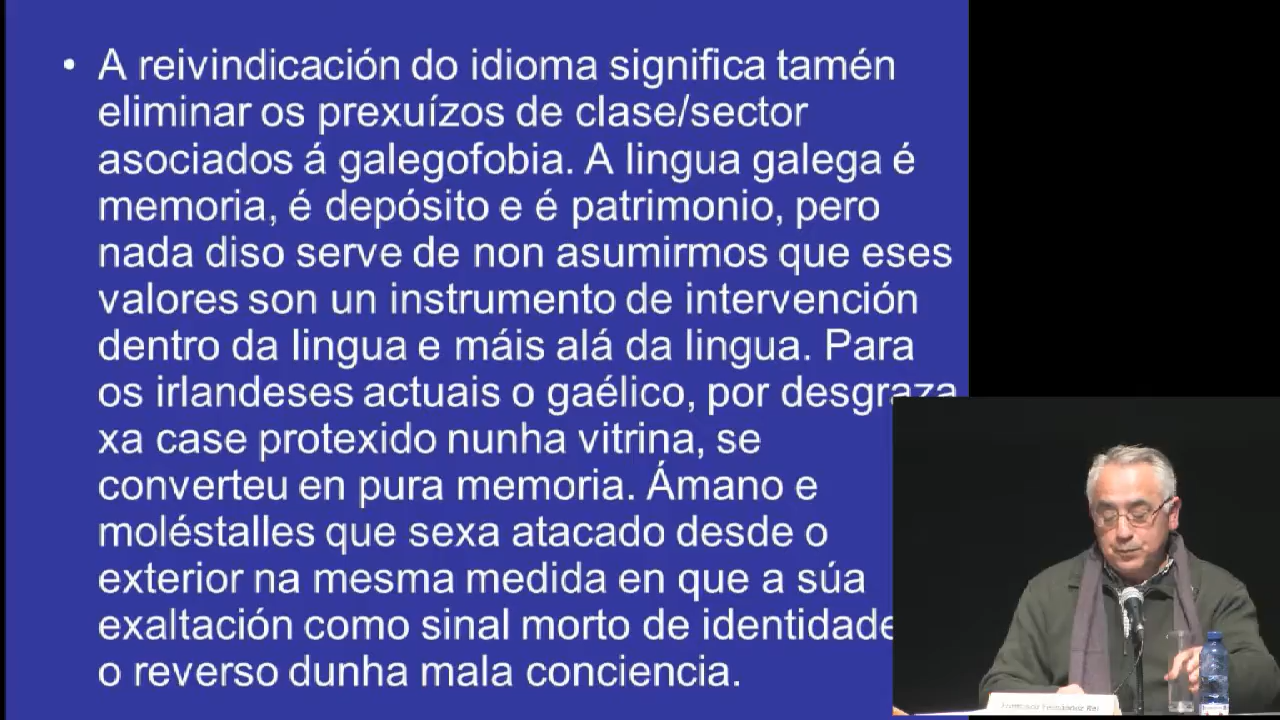 • A reivindicación do idioma significa tamén
eliminar os prexuízos de clase/sector
asociados á galegofobia. A lingua galega é
memoria, é depósito e é patrimonio, pero
nada diso serve de non asumirmos que eses
valores son un instrumento de intervención
dentro da lingua e máis alá da lingua. Para
os irlandeses actuais o gaélico, por desgraza
xa case protexido nunha vitrina, se
converteu en pura memoria. Ámano e
moléstalles que sexa atacado desde o
exterior na mesma medida en que a súa
exaltación como sinal morto de identidade
o reverso dunha mala conciencia.
Francisco Fernández Rei